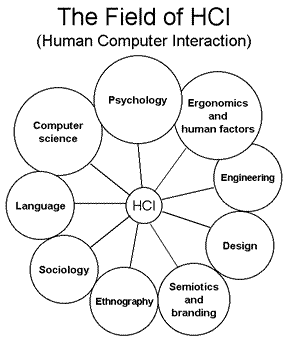 The Field of HCI
(Human Computer Interaction)
Psychology
Ergonomics
and
human factors
Computer
science
Engineering
Language
HCI
Design
Sociology
Ethnography
Semiotics
and
branding